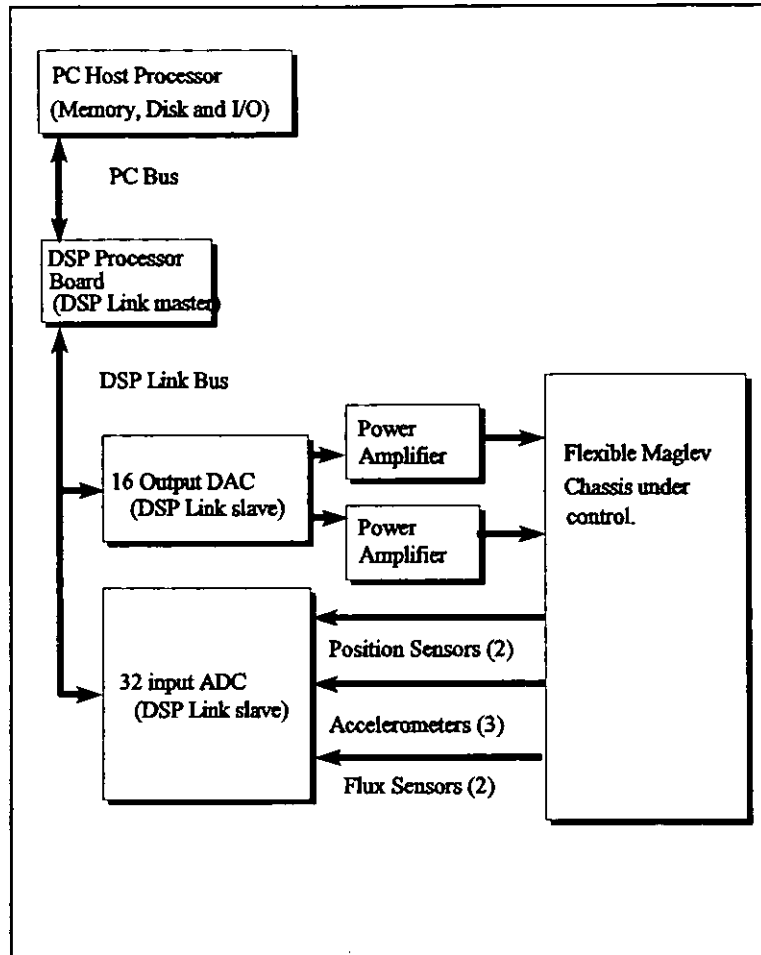 PC Host Processor
(Memory, Disk and I/O)
PC Bus
DSP Processor
Board
(DSP Link master)
DSP Link Bus
16 Output DAC
(DSP Link slave)
Power
Amplifier
Power
Amplifier
Flexible Maglev
Chassis under
control.
32 input ADC
(DSP Link slave)
Position Sensors (2)
Accelerometers (3)
Flux Sensors (2)